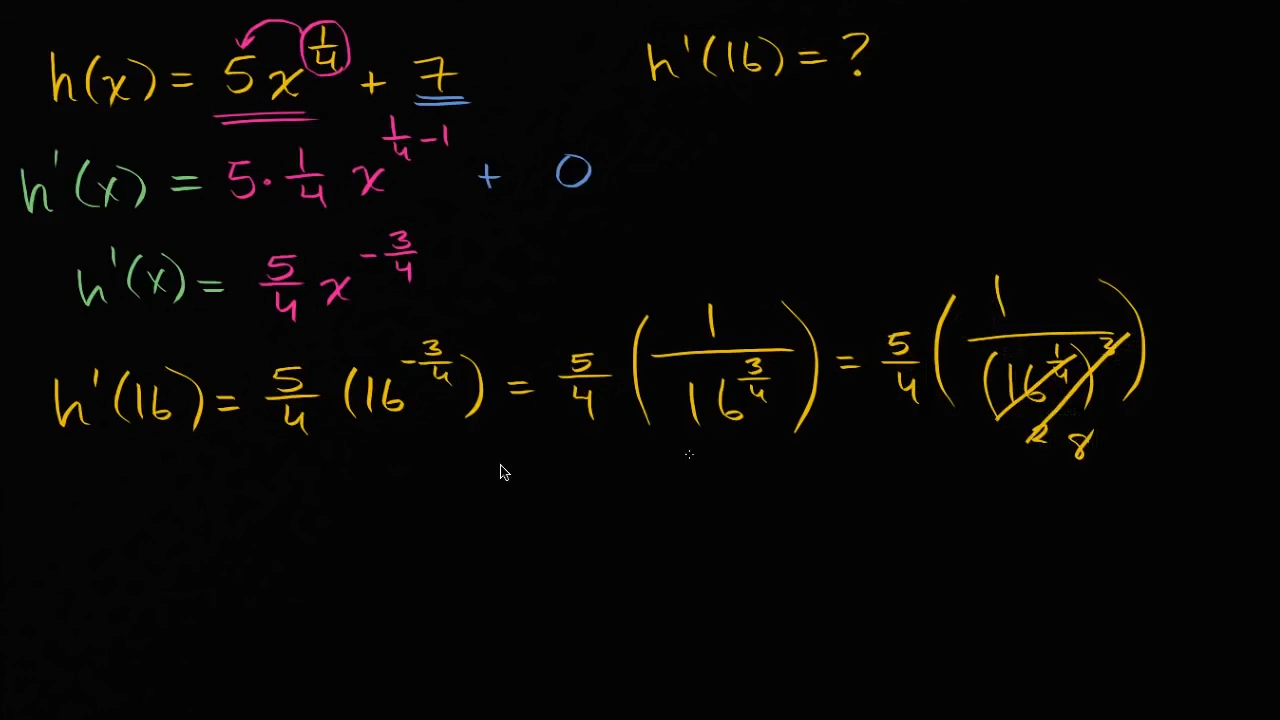 h(x) = 5x^(1/4) + 7
h'(16) = ?
h'(x) = 5 · 1/4 x^(1/4 - 1) + 0
h'(x) = 5/4 x^(-3/4)
h'(16) = 5/4 (16^(-3/4)) = 5/4 (1/16^(3/4)) = 5/4 (1/(16^(1/4))^3)
2 8